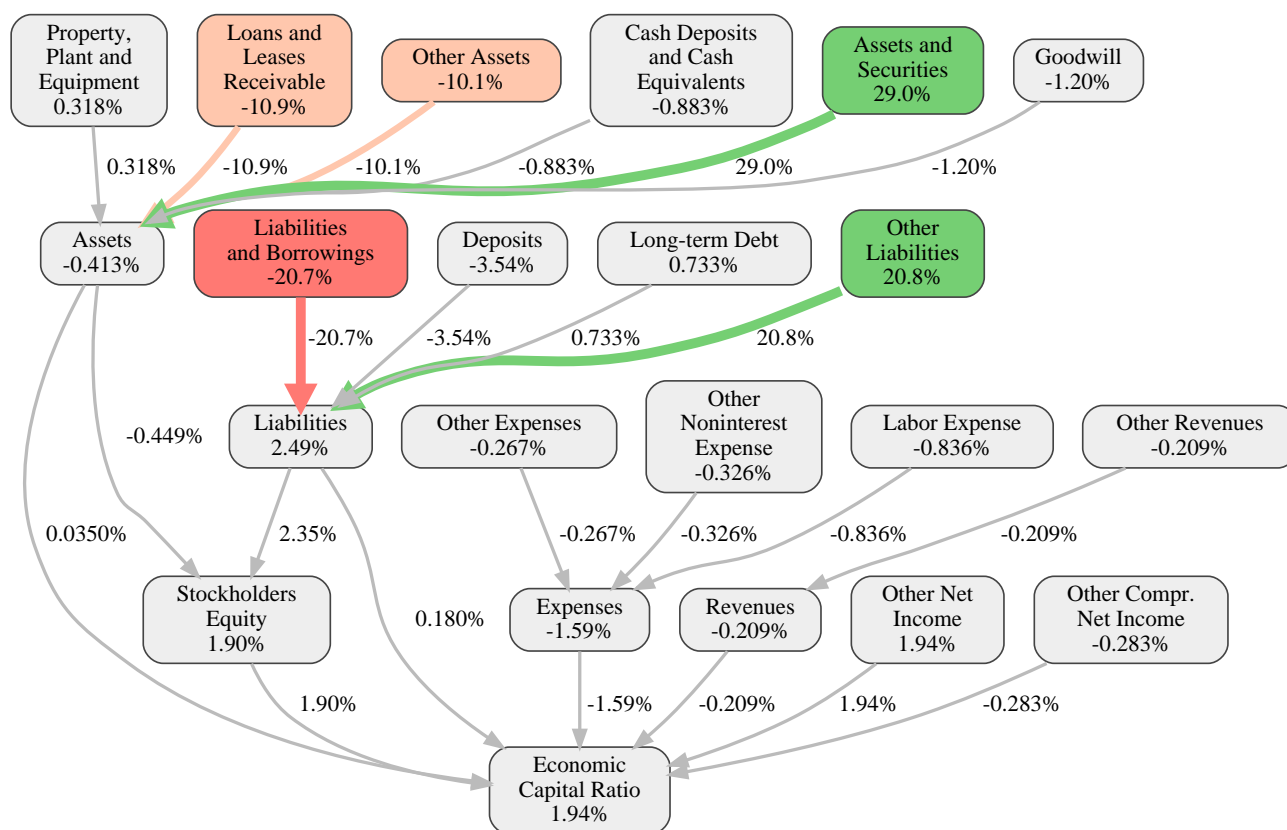 Property,
Plant and
Equipment
0.318%
Loans and
Leases
Receivable
-10.9%
Other Assets
-10.1%
Cash Deposits
and Cash
Equivalents
-0.883%
Assets and
Securities
29.0%
Goodwill
-1.20%
0.318%
-10.9%
-10.1%
-0.883%
29.0%
-1.20%
Assets
-0.413%
Liabilities
and Borrowings
-20.7%
Deposits
-3.54%
Long-term Debt
0.733%
Other
Liabilities
20.8%
-20.7%
-3.54%
0.733%
20.8%
-0.449%
Liabilities
2.49%
Other Expenses
-0.267%
Other
Noninterest
Expense
-0.326%
Labor Expense
-0.836%
Other Revenues
-0.209%
0.0350%
2.35%
-0.267%
-0.326%
-0.836%
-0.209%
Stockholders
Equity
1.90%
0.180%
Expenses
-1.59%
Revenues
-0.209%
Other Net
Income
1.94%
Other Compr.
Net Income
-0.283%
1.90%
-1.59%
-0.209%
1.94%
-0.283%
Economic
Capital Ratio
1.94%